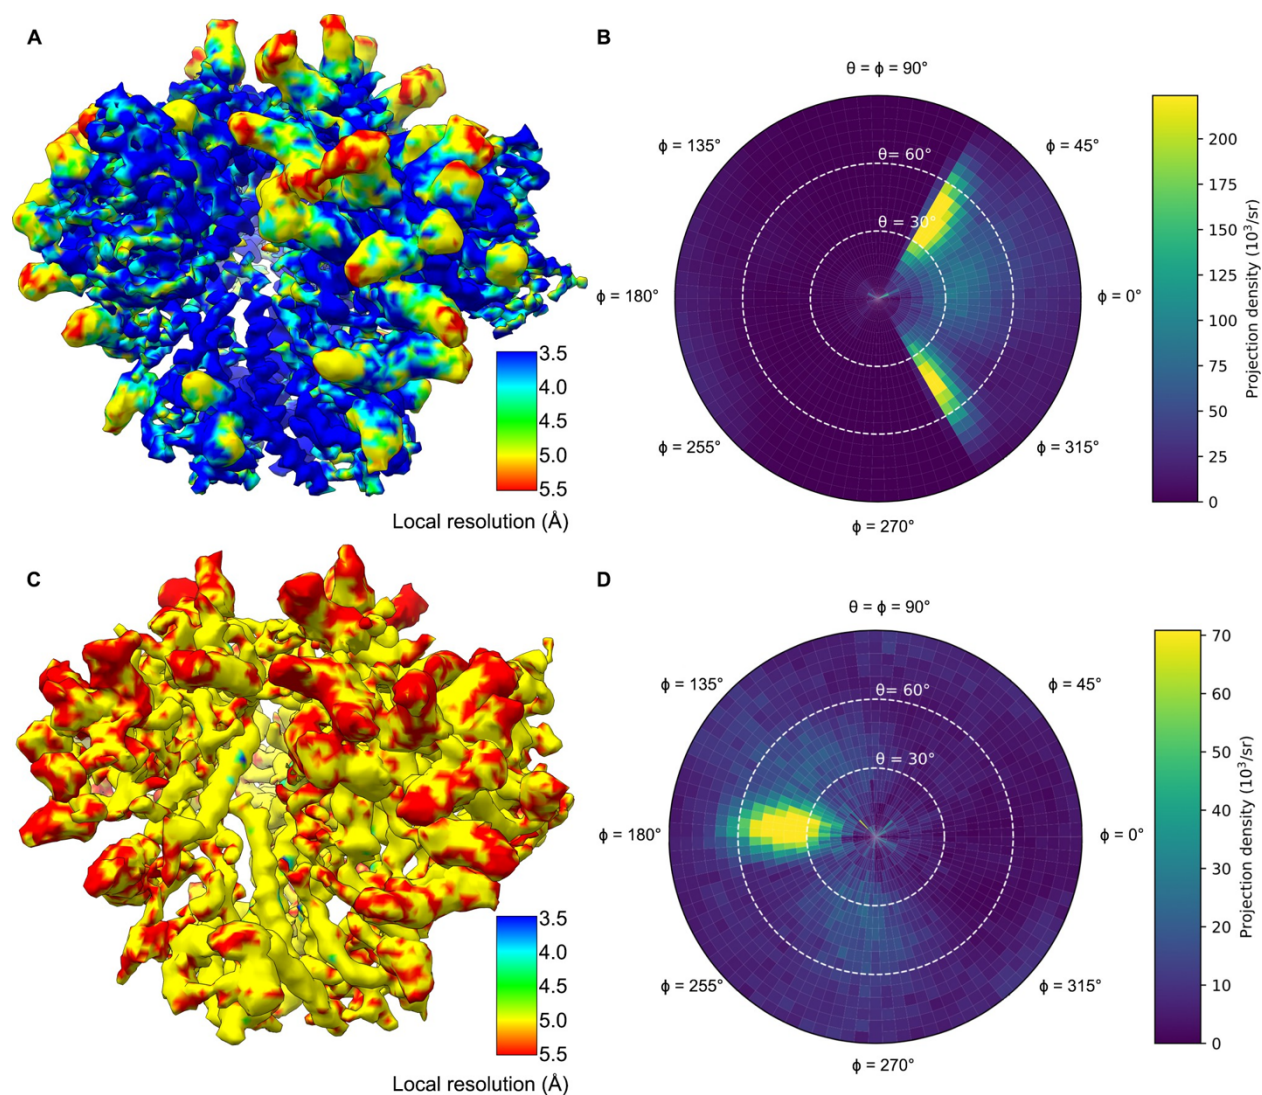 A
3.5
4.0
4.5
5.0
5.5
Local resolution (Å)
B
θ = ϕ = 90°
ϕ = 135°
ϕ = 45°
θ= 60°
θ = 30°
ϕ = 180°
ϕ = 0°
ϕ = 255°
ϕ = 315°
ϕ = 270°
200
175
150
125
100
75
50
25
0
Projection density (10³/sr)
C
3.5
4.0
4.5
5.0
5.5
Local resolution (Å)
D
θ = ϕ = 90°
ϕ = 135°
ϕ = 45°
θ= 60°
θ = 30°
ϕ = 180°
ϕ = 0°
ϕ = 255°
ϕ = 315°
ϕ = 270°
70
60
50
40
30
20
10
0
Projection density (10³/sr)